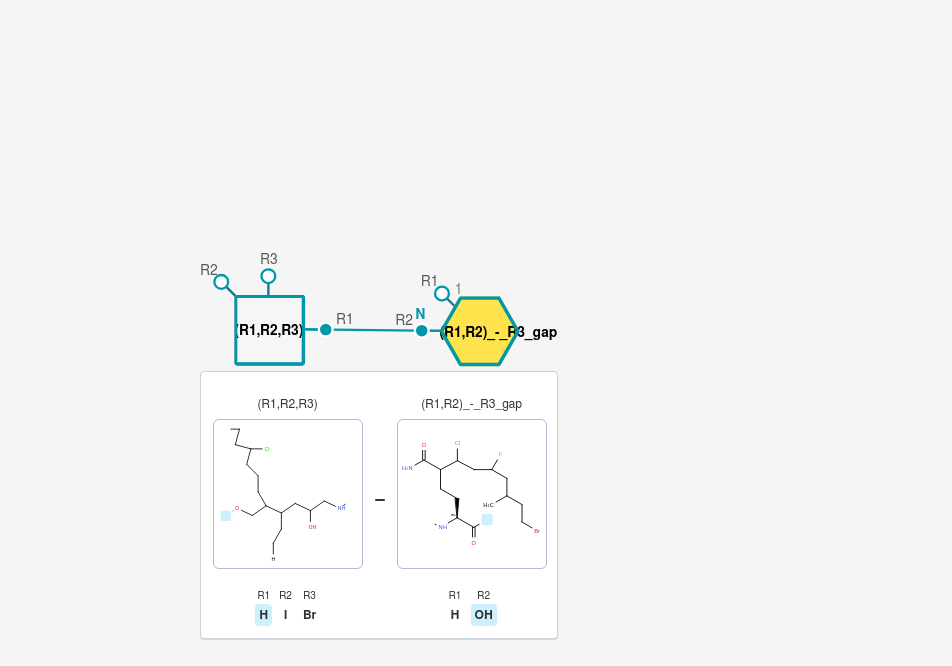 R3
R2
R1
1
N
R1
R2
(R1,R2,R3)
(R1,R2)_-_R3_gap
(R1,R2,R3)
(R1,R2)_-_R3_gap
Cl
O
NH
OH
H
–
Cl
O
F
H₂N
H₃C
NH
O
Br
R1 R2 R3
H I Br
R1 R2
H OH